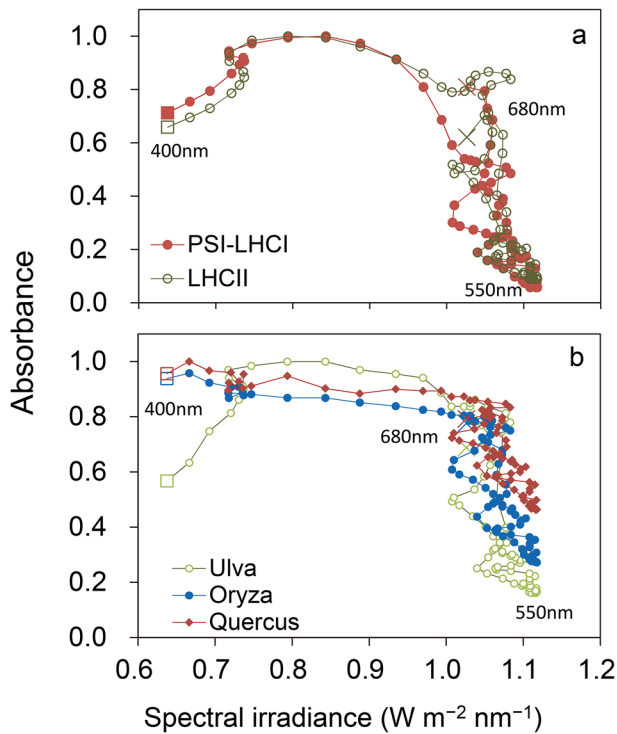 a
1.0
0.8
0.6
0.4
0.2
0.0
400nm
680nm
550nm
PSI-LHCI
LHCII
Absorbance
b
1.0
0.8
0.6
0.4
0.2
0.0
400nm
680nm
550nm
Ulva
Oryza
Quercus
0.6 0.7 0.8 0.9 1.0 1.1 1.2
Spectral irradiance (W m⁻² nm⁻¹)